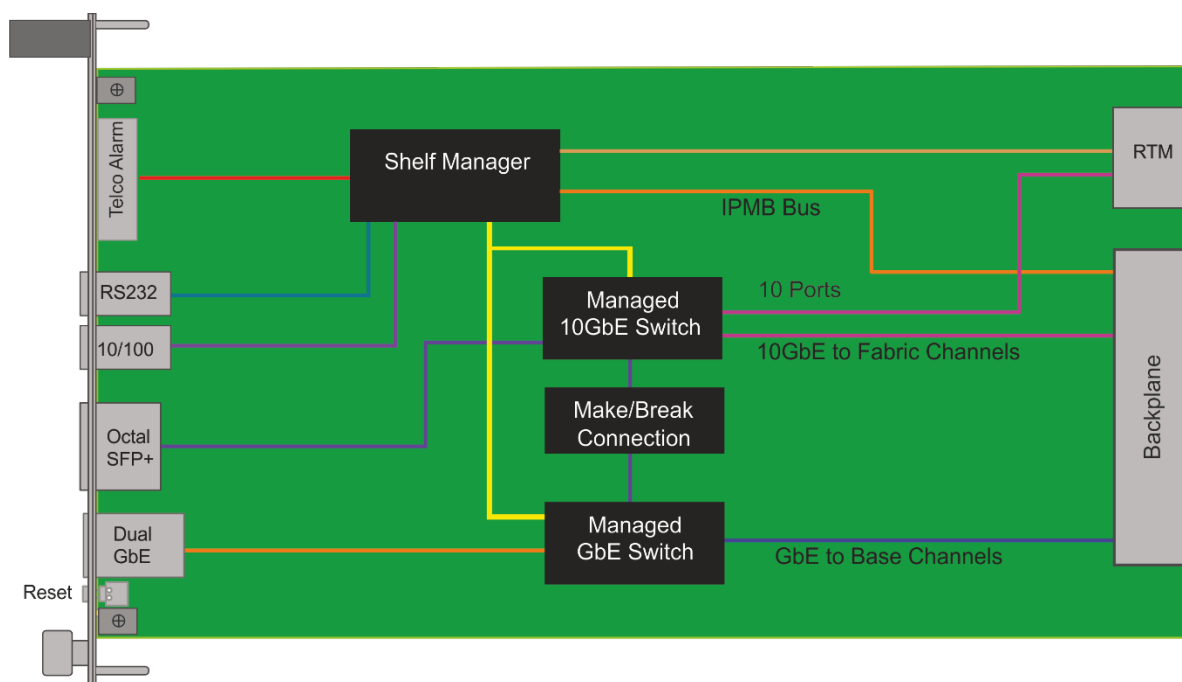 Telco Alarm
Shelf Manager
RTM
IPMB Bus
RS232
10/100
Managed
10GbE Switch
10 Ports
10GbE to Fabric Channels
Backplane
Make/Break
Connection
Octal
SFP+
Dual
GbE
Managed
GbE Switch
GbE to Base Channels
Reset